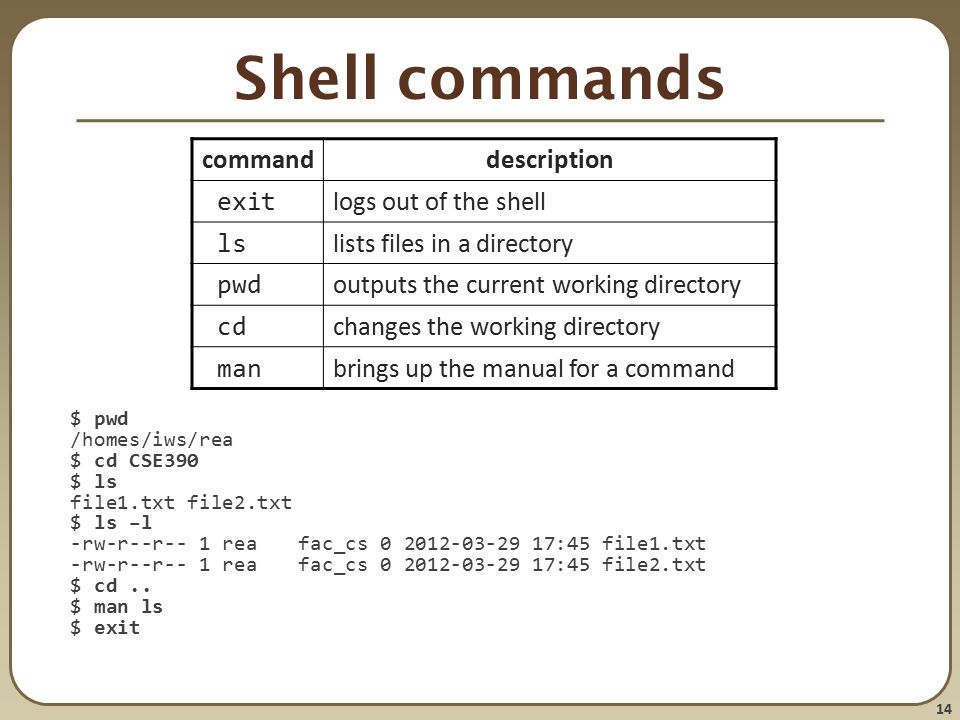 Shell commands
command description
exit logs out of the shell
ls lists files in a directory
pwd outputs the current working directory
cd changes the working directory
man brings up the manual for a command
$ pwd
/homes/iws/rea
$ cd CSE390
$ ls
file1.txt file2.txt
$ ls –l
-rw-r--r-- 1 rea fac_cs 0 2012-03-29 17:45 file1.txt
-rw-r--r-- 1 rea fac_cs 0 2012-03-29 17:45 file2.txt
$ cd ..
$ man ls
$ exit
14